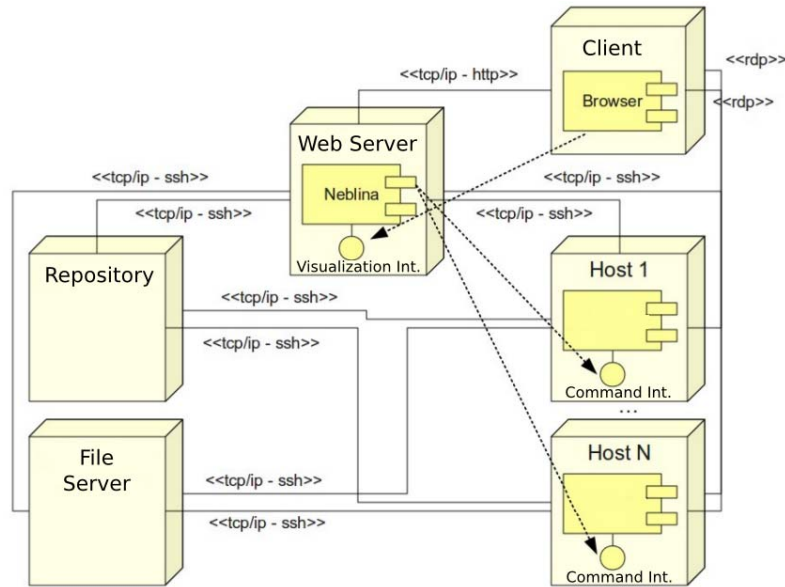 Client
<<rdp>>
<<tcp/ip - http>>
Browser
<<rdp>>
Web Server
<<tcp/ip - ssh>>
<<tcp/ip - ssh>>
Neblina
<<tcp/ip - ssh>>
<<tcp/ip - ssh>>
Visualization Int.
Repository
Host 1
<<tcp/ip - ssh>>
<<tcp/ip - ssh>>
Command Int.
...
File
Server
Host N
<<tcp/ip - ssh>>
<<tcp/ip - ssh>>
Command Int.